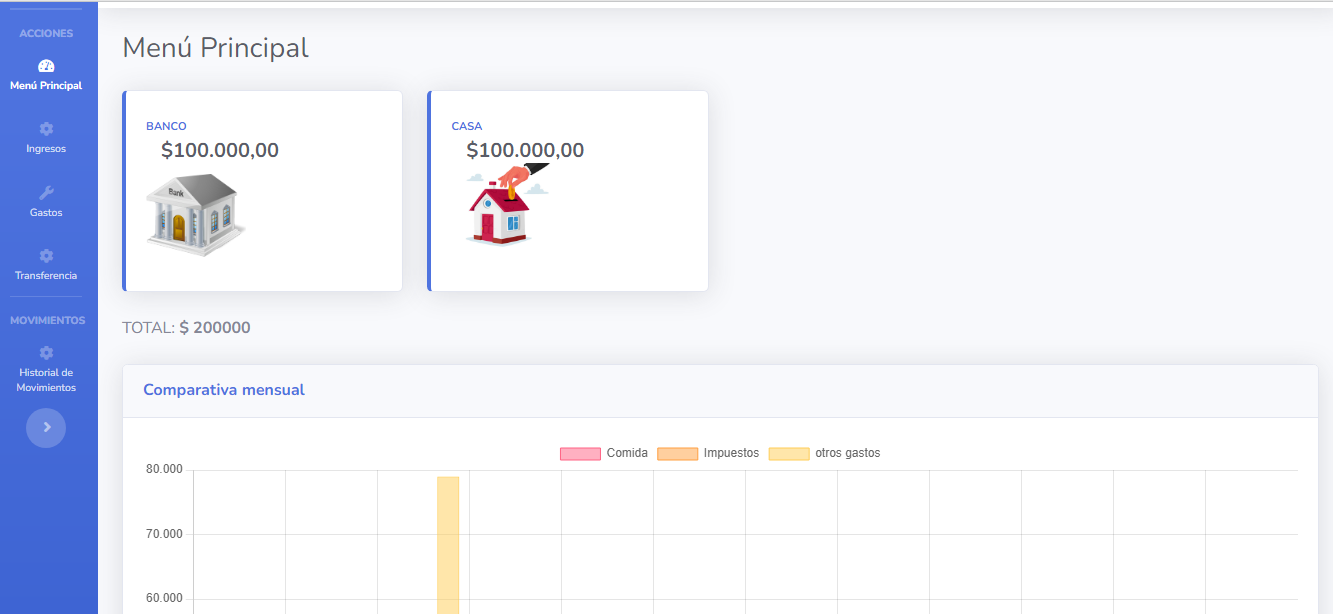 ACCIONES
Menú Principal
Ingresos
Gastos
Transferencia
MOVIMIENTOS
Historial de
Movimientos
Menú Principal
BANCO
$100.000,00
Bank
CASA
$100.000,00
TOTAL: $ 200000
Comparativa mensual
Comida
Impuestos
otros gastos
80.000
70.000
60.000